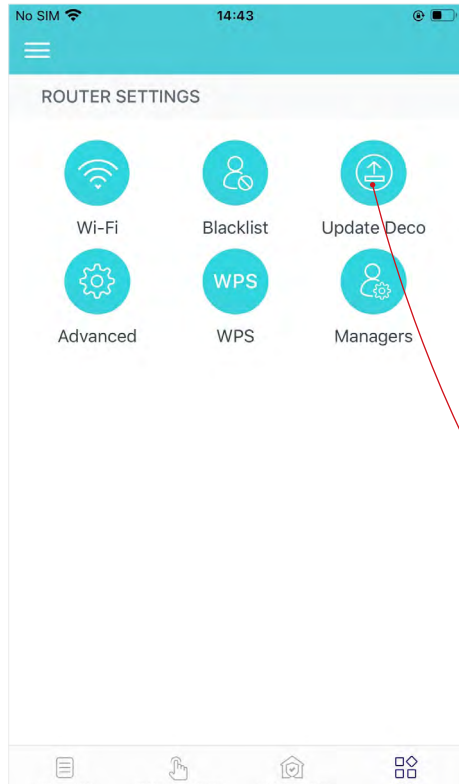 No SIM 14:43
ROUTER SETTINGS
Wi-Fi Blacklist Update Deco
WPS
Advanced WPS Managers